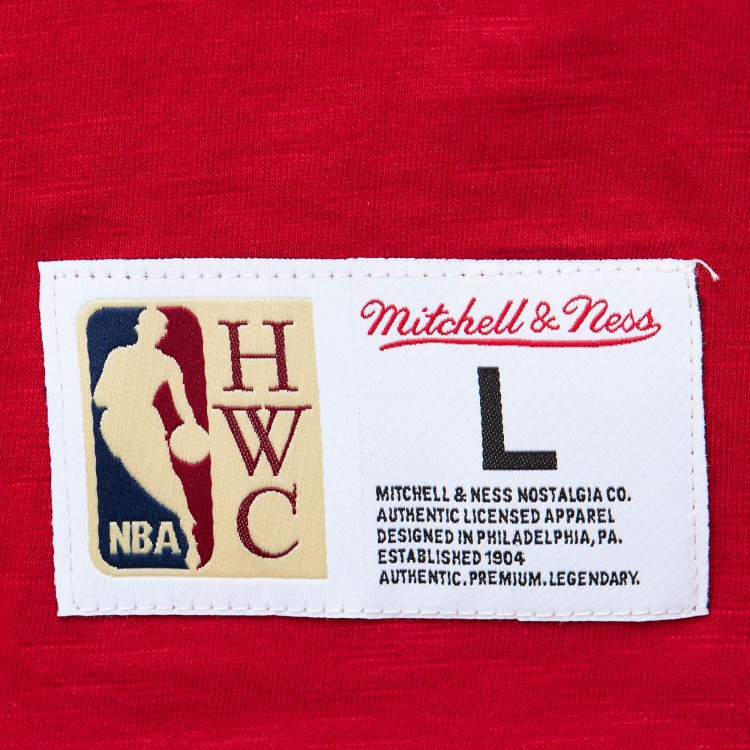 NBA
H
W
C
Mitchell & Ness
L
MITCHELL & NESS NOSTALGIA CO.
AUTHENTIC LICENSED APPAREL
DESIGNED IN PHILADELPHIA, PA.
ESTABLISHED 1904
AUTHENTIC. PREMIUM. LEGENDARY.